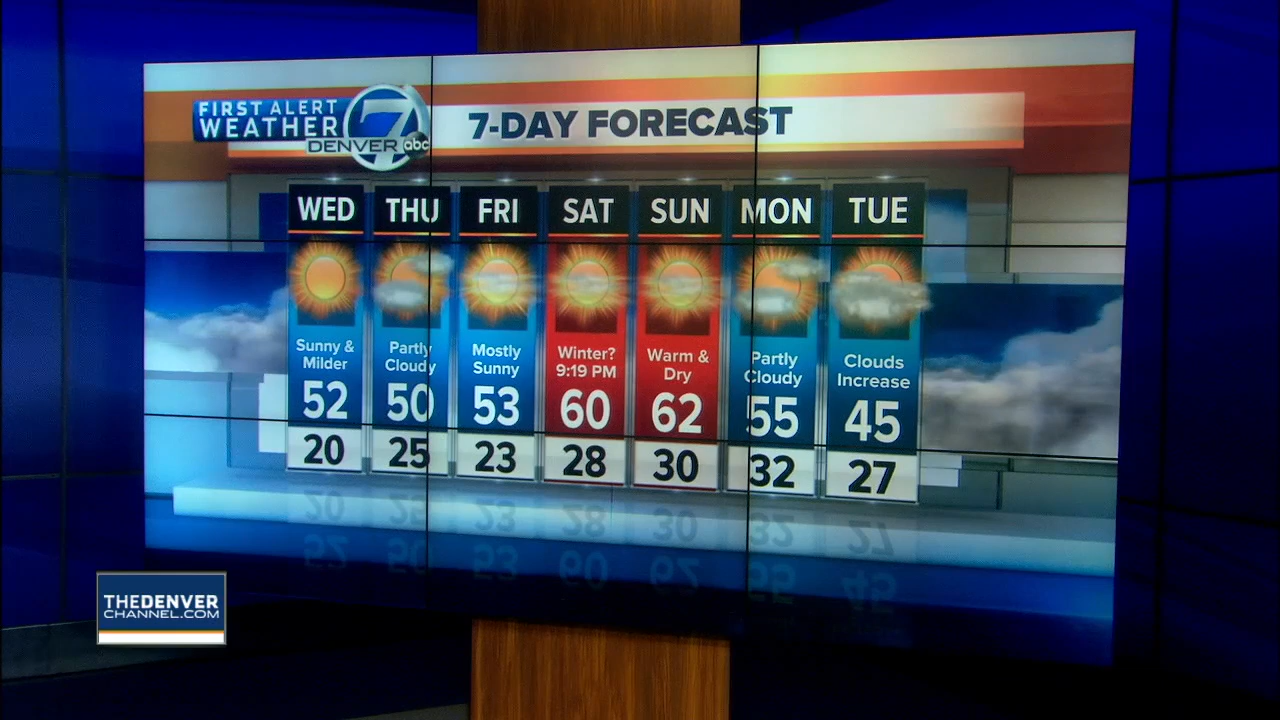 FIRST ALERT
WEATHER 7
DENVER abc
7-DAY FORECAST
WED THU FRI SAT SUN MON TUE
Sunny & Milder
Partly Cloudy
Mostly Sunny
Winter? 9:19 PM
Warm & Dry
Partly Cloudy
Clouds Increase
52 50 53 60 62 55 45
20 25 23 28 30 32 27
THEDENVER
CHANNEL.COM